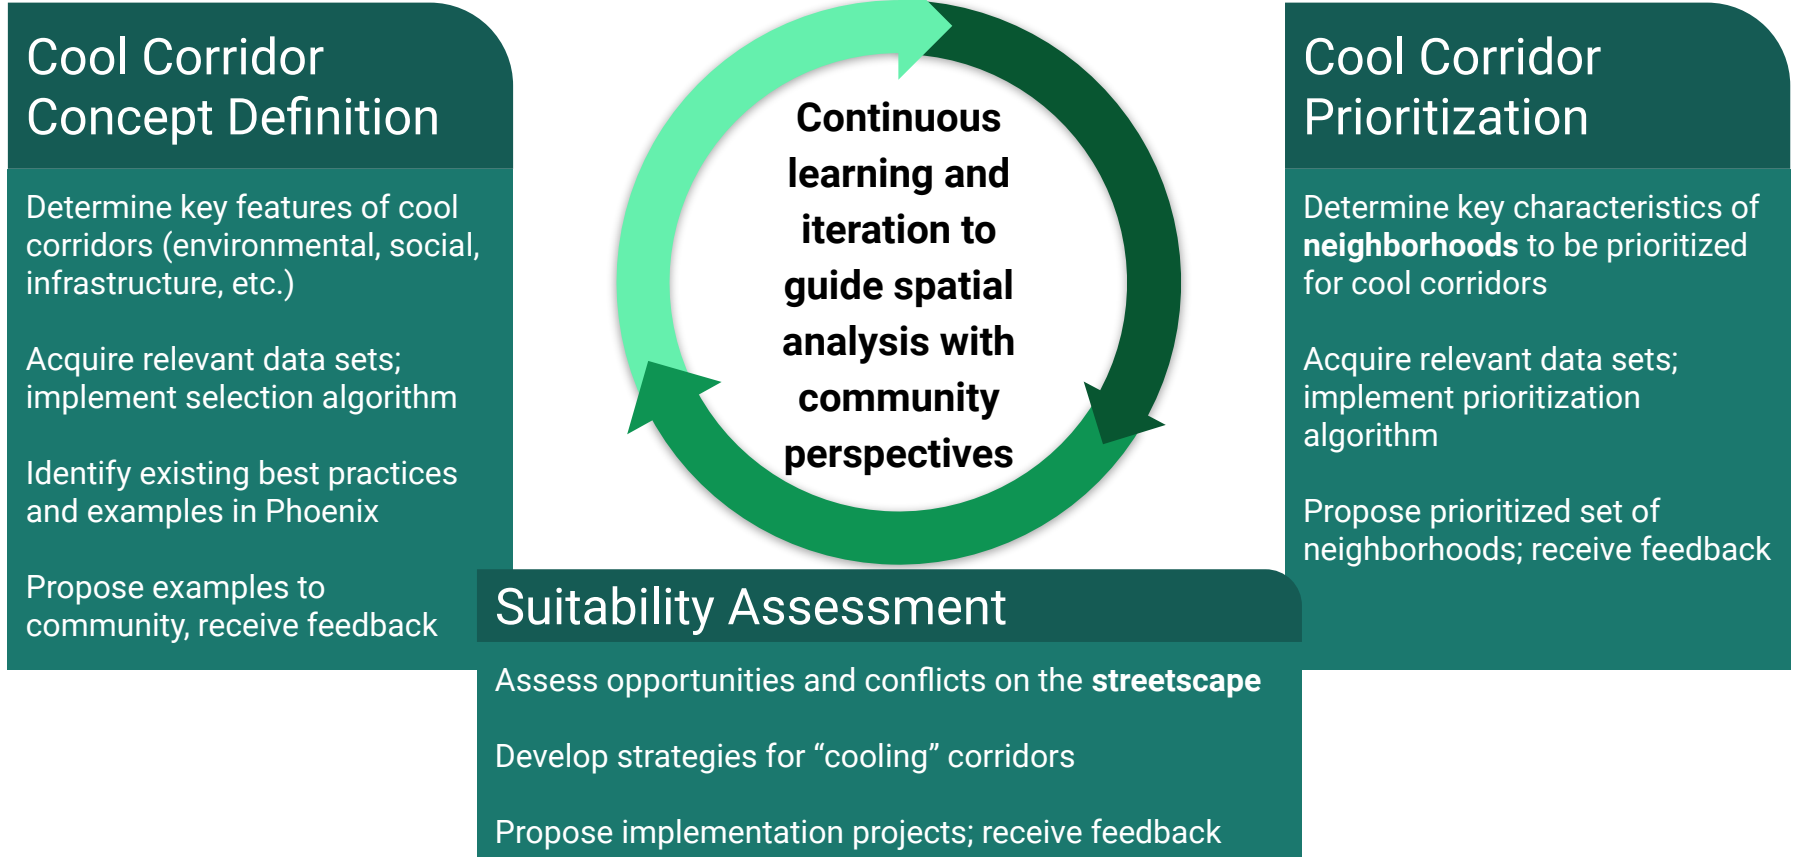 Cool Corridor
Concept Definition
Determine key features of cool
corridors (environmental, social,
infrastructure, etc.)
Acquire relevant data sets;
implement selection algorithm
Identify existing best practices
and examples in Phoenix
Propose examples to
community, receive feedback
Continuous
learning and
iteration to
guide spatial
analysis with
community
perspectives
Cool Corridor
Prioritization
Determine key characteristics of
neighborhoods to be prioritized
for cool corridors
Acquire relevant data sets;
implement prioritization
algorithm
Propose prioritized set of
neighborhoods; receive feedback
Suitability Assessment
Assess opportunities and conflicts on the streetscape
Develop strategies for “cooling” corridors
Propose implementation projects; receive feedback